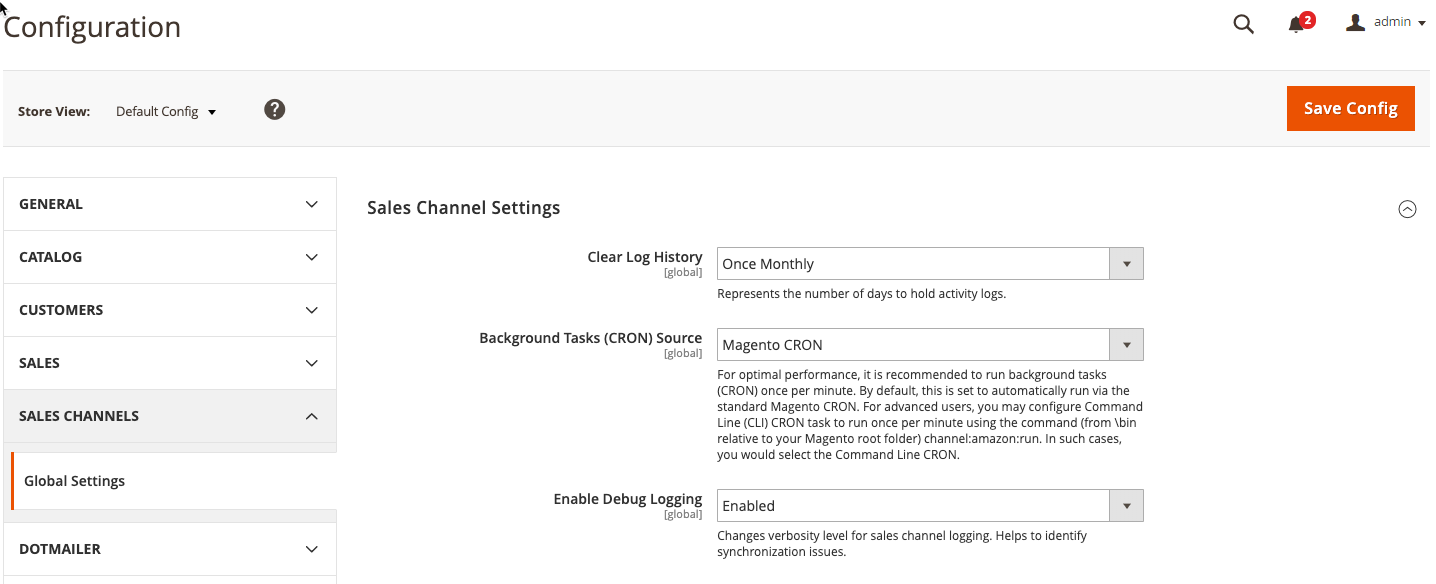 Configuration
2
admin
Store View:
Default Config
?
Save Config
GENERAL
CATALOG
CUSTOMERS
SALES
SALES CHANNELS
Global Settings
DOTMAILER
Sales Channel Settings
Clear Log History
[global]
Once Monthly
Represents the number of days to hold activity logs.
Background Tasks (CRON) Source
[global]
Magento CRON
For optimal performance, it is recommended to run background tasks
(CRON) once per minute. By default, this is set to automatically run via the
standard Magento CRON. For advanced users, you may configure Command
Line (CLI) CRON task to run once per minute using the command (from \bin
relative to your Magento root folder) channel:amazon:run. In such cases,
you would select the Command Line CRON.
Enable Debug Logging
[global]
Enabled
Changes verbosity level for sales channel logging. Helps to identify
synchronization issues.